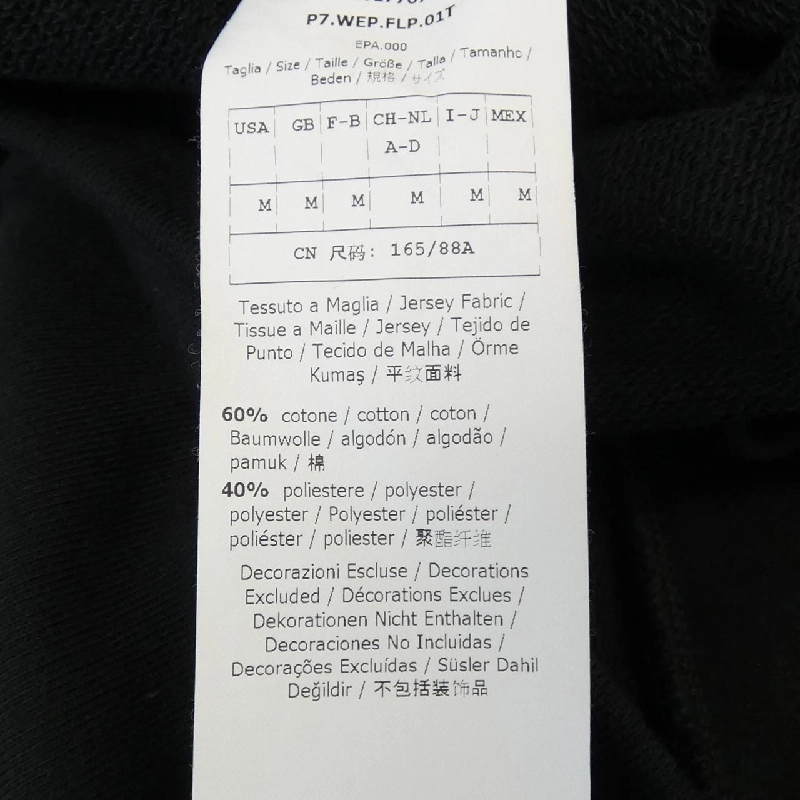 P7.WEP.FLP.01T
EPA.000
Taglia / Size / Taille / Größe / Talla / Tamanho /
Beden / 規格 / サイズ
USA GB F-B CH-NL I-J MEX
A-D
M M M M M M
CN 尺码: 165/88A
Tessuto a Maglia / Jersey Fabric /
Tissue a Maille / Jersey / Tejido de
Punto / Tecido de Malha / Örme
Kumaş / 平纹面料
60% cotone / cotton / coton /
Baumwolle / algodón / algodão /
pamuk / 棉
40% poliestere / polyester /
polyester / Polyester / poliéster /
poliéster / poliester / 聚酯纤维
Decorazioni Escluse / Decorations
Excluded / Décorations Exclues /
Dekorationen Nicht Enthalten /
Decoraciones No Incluidas /
Decorações Excluídas / Süsler Dahil
Değildir / 不包括装饰品